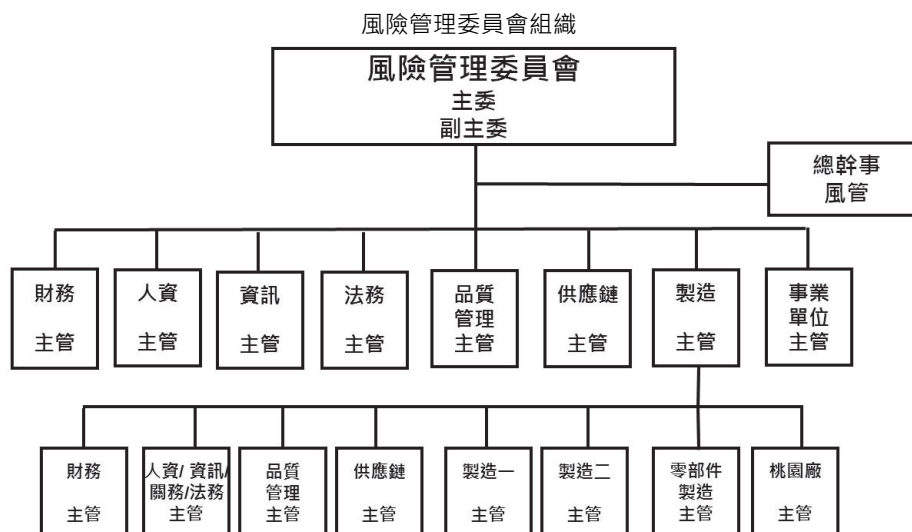 風險管理委員會組織
風險管理委員會
主委
副主委
總幹事
風管
財務
主管
人資
主管
資訊
主管
法務
主管
品質
管理
主管
供應鏈
主管
製造
主管
事業
單位
主管
財務
主管
人資/ 資訊/
關務/法務
主管
品質
管理
主管
供應鏈
主管
製造一
主管
製造二
主管
零部件
製造
主管
桃園廠
主管